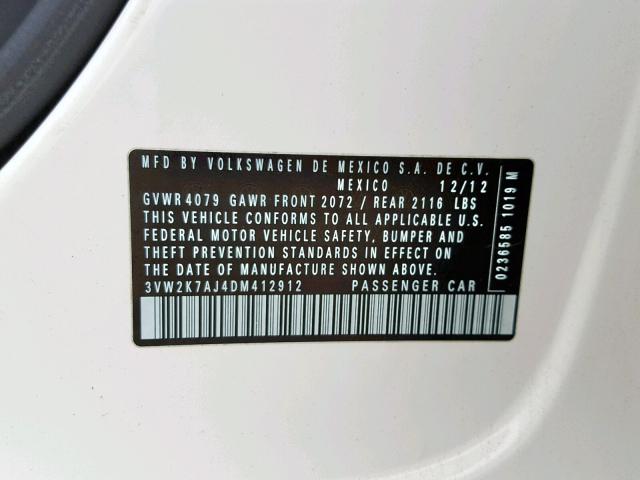 MFD BY VOLKSWAGEN DE MEXICO S.A. DE C.V.
MEXICO 12/12
GVWR 4079 GAWR FRONT 2072 / REAR 2116 LBS
THIS VEHICLE CONFORMS TO ALL APPLICABLE U.S.
FEDERAL MOTOR VEHICLE SAFETY, BUMPER AND
THEFT PREVENTION STANDARDS IN EFFECT ON
THE DATE OF MANUFACTURE SHOWN ABOVE.
3VW2K7AJ4DM412912 PASSENGER CAR
0236585 1019 M